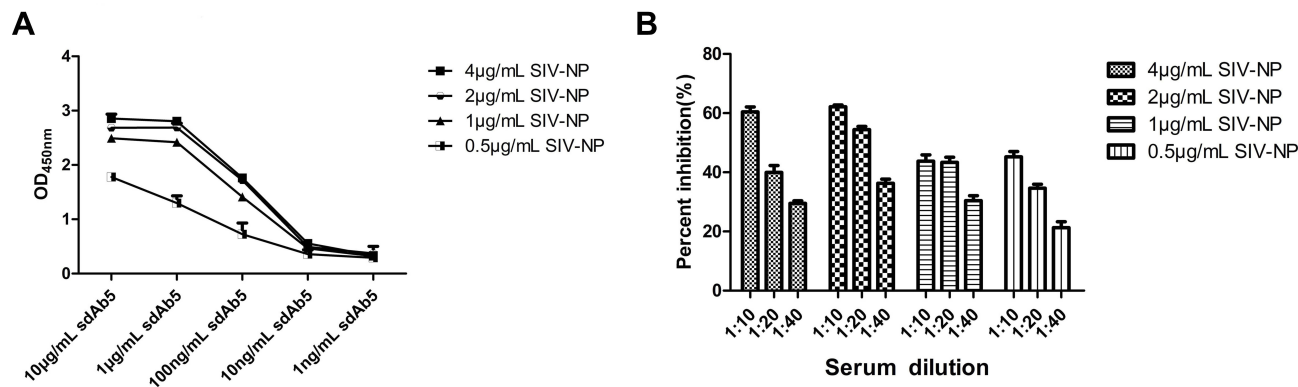 A
OD450nm
4
3
2
1
0
10µg/mL sdAb5
1µg/mL sdAb5
100ng/mL sdAb5
10ng/mL sdAb5
1ng/mL sdAb5
4µg/mL SIV-NP
2µg/mL SIV-NP
1µg/mL SIV-NP
0.5µg/mL SIV-NP
B
Percent inhibition(%)
80
60
40
20
0
1:10
1:20
1:40
1:10
1:20
1:40
1:10
1:20
1:40
1:10
1:20
1:40
Serum dilution
4µg/mL SIV-NP
2µg/mL SIV-NP
1µg/mL SIV-NP
0.5µg/mL SIV-NP